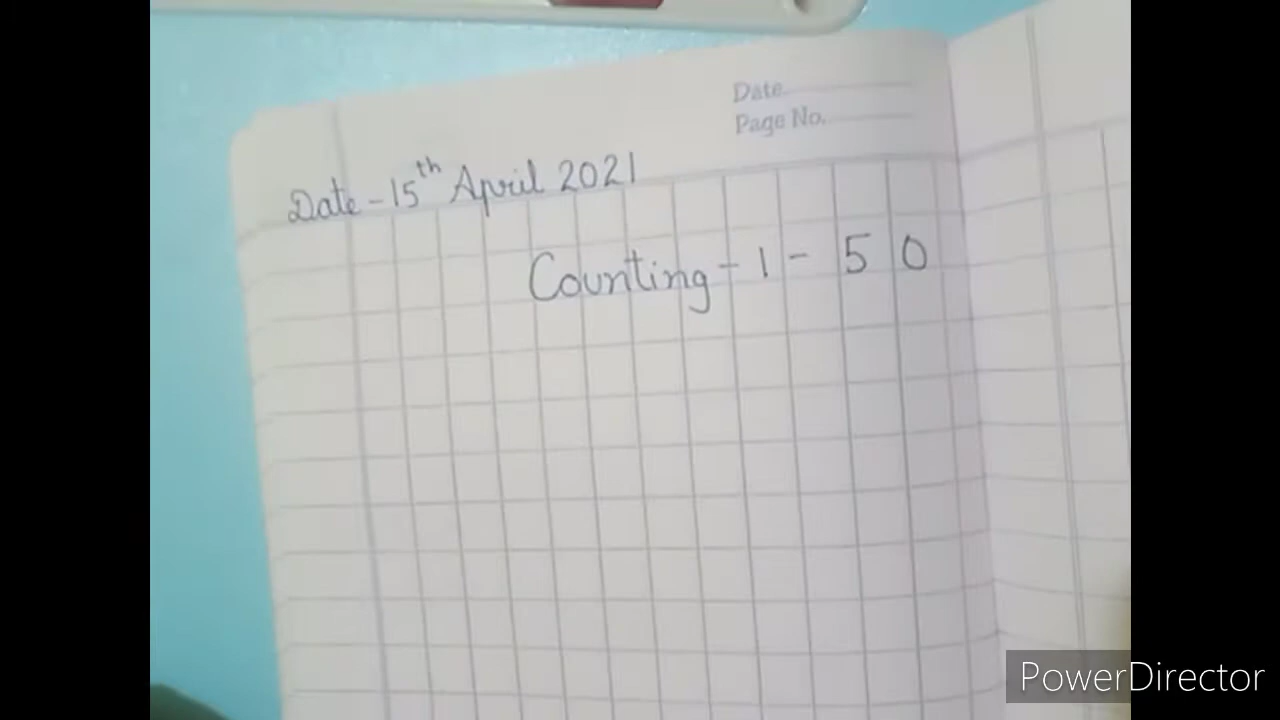 Date
Page No.
Date - 15th April 2021
Counting - 1 - 50
PowerDirector